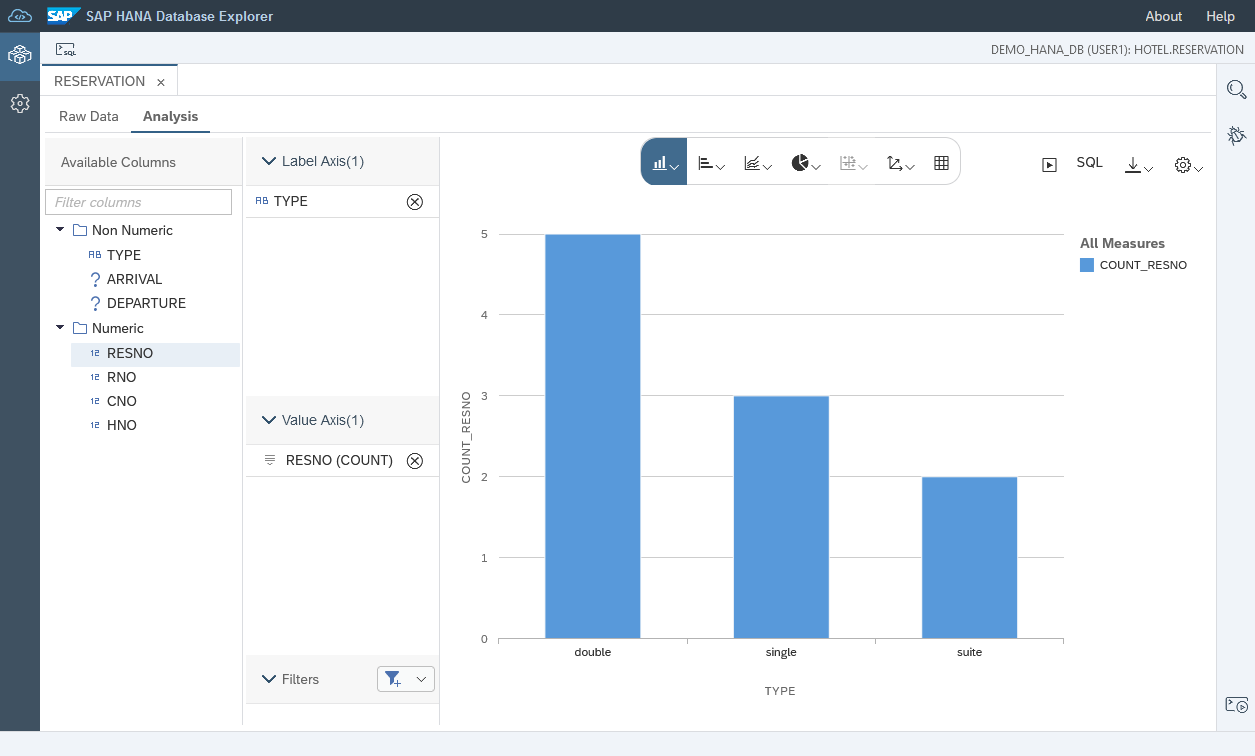 SAP SAP HANA Database Explorer
About Help
SQL
DEMO_HANA_DB (USER1): HOTEL.RESERVATION
RESERVATION ×
Raw Data Analysis
Available Columns
Filter columns
Non Numeric
AB TYPE
? ARRIVAL
? DEPARTURE
Numeric
12 RESNO
12 RNO
12 CNO
12 HNO
Label Axis(1)
AB TYPE
Value Axis(1)
RESNO (COUNT)
Filters
SQL
5
4
3
2
1
0
COUNT_RESNO
double single suite
TYPE
All Measures
COUNT_RESNO